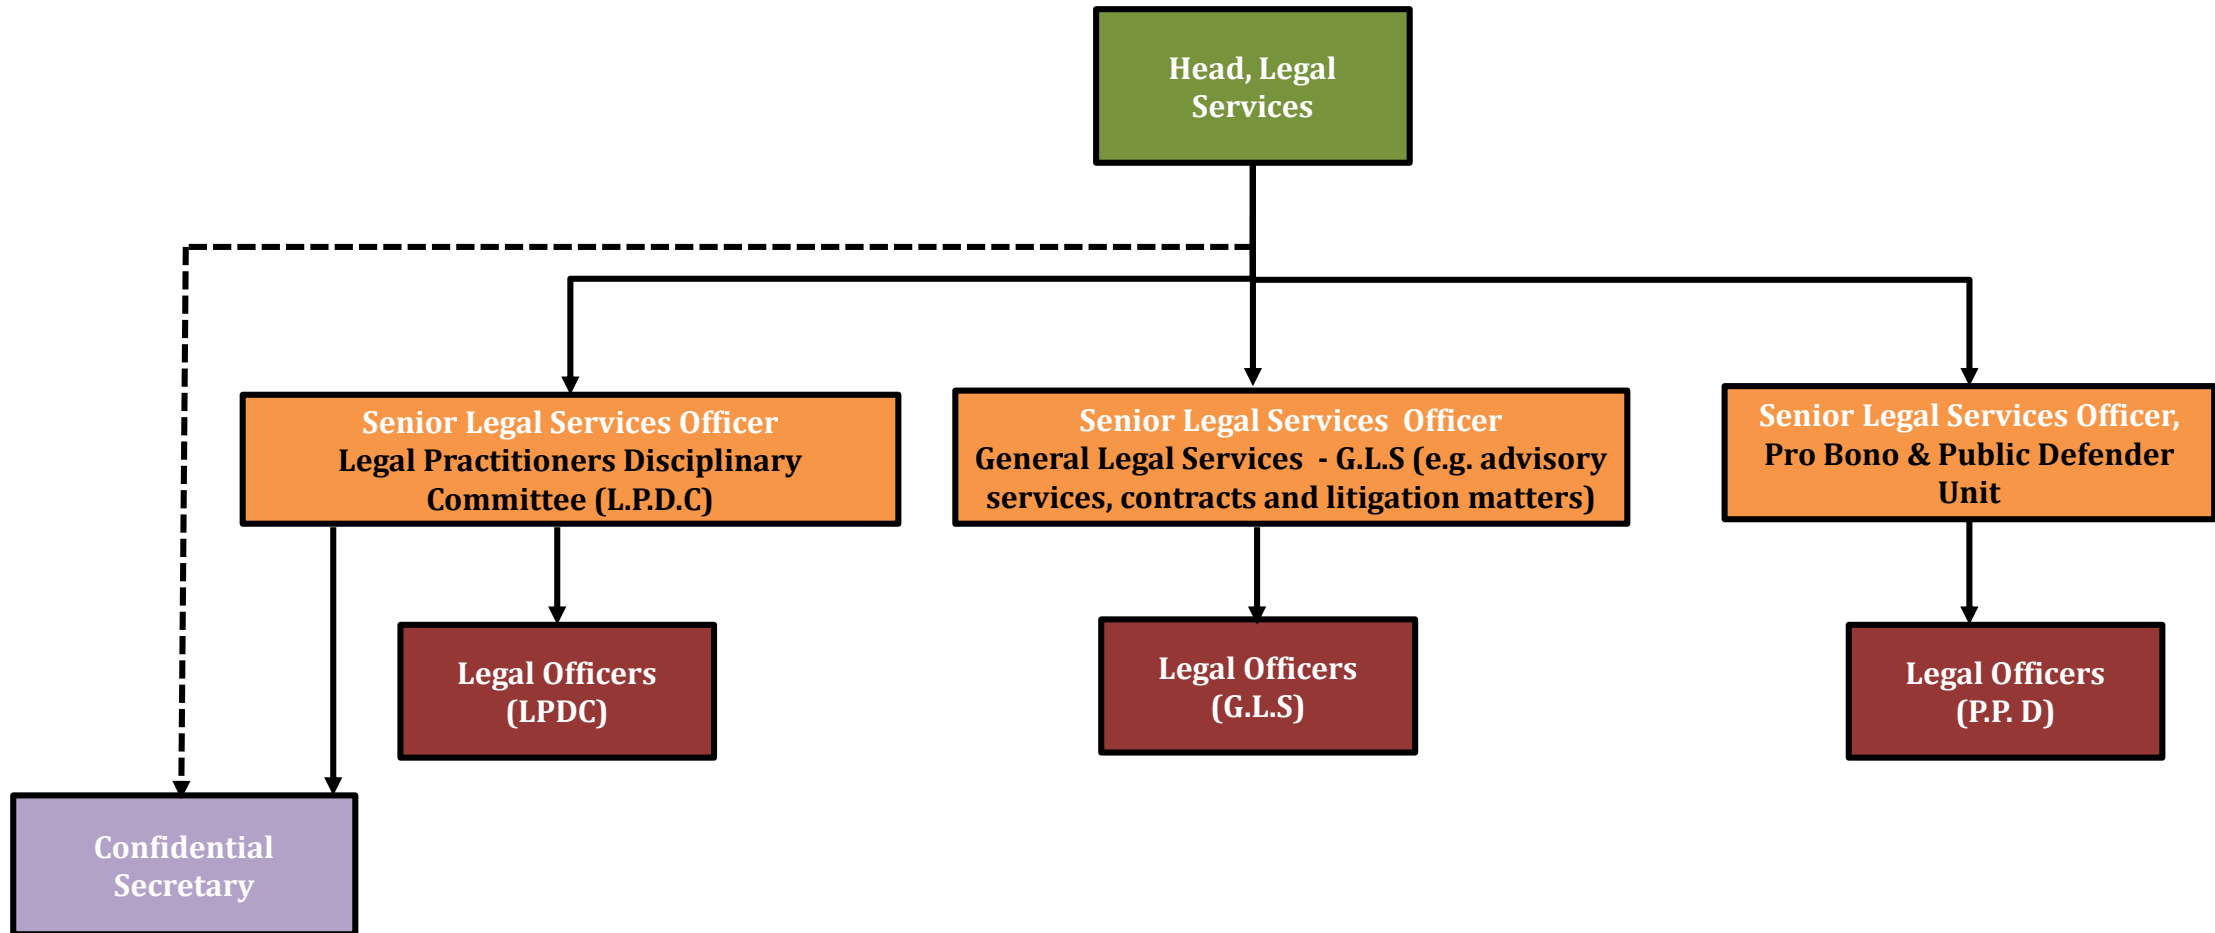 Head, Legal
Services
Senior Legal Services Officer
Legal Practitioners Disciplinary
Committee (L.P.D.C)
Senior Legal Services  Officer
General Legal Services  - G.L.S (e.g. advisory
services, contracts and litigation matters)
Senior Legal Services Officer,
Pro Bono & Public Defender
Unit
Legal Officers
(LPDC)
Legal Officers
(G.L.S)
Legal Officers
(P.P. D)
Confidential
Secretary